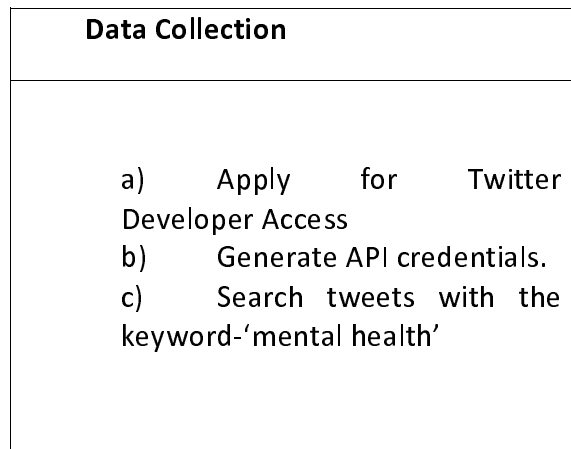 Data Collection
a) Apply for Twitter
Developer Access
b) Generate API credentials.
c) Search tweets with the
keyword-‘mental health’